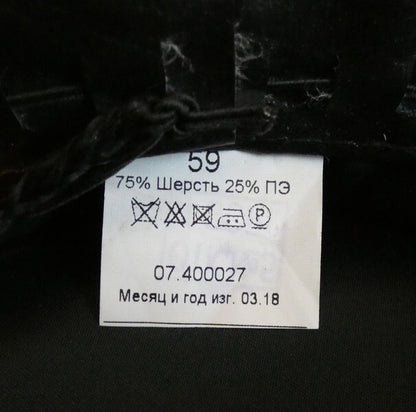 59
75% Шерсть 25% ПЭ
P
07.400027
Месяц и год изг. 03.18